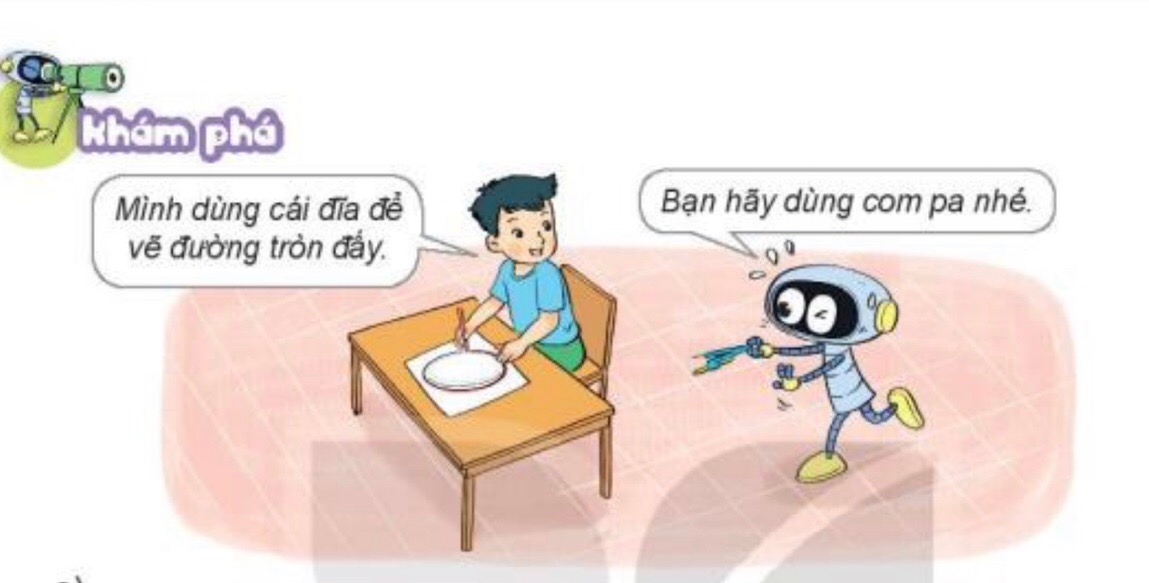 Khám phá
Mình dùng cái đĩa để
vẽ đường tròn đấy.
Bạn hãy dùng com pa nhé.